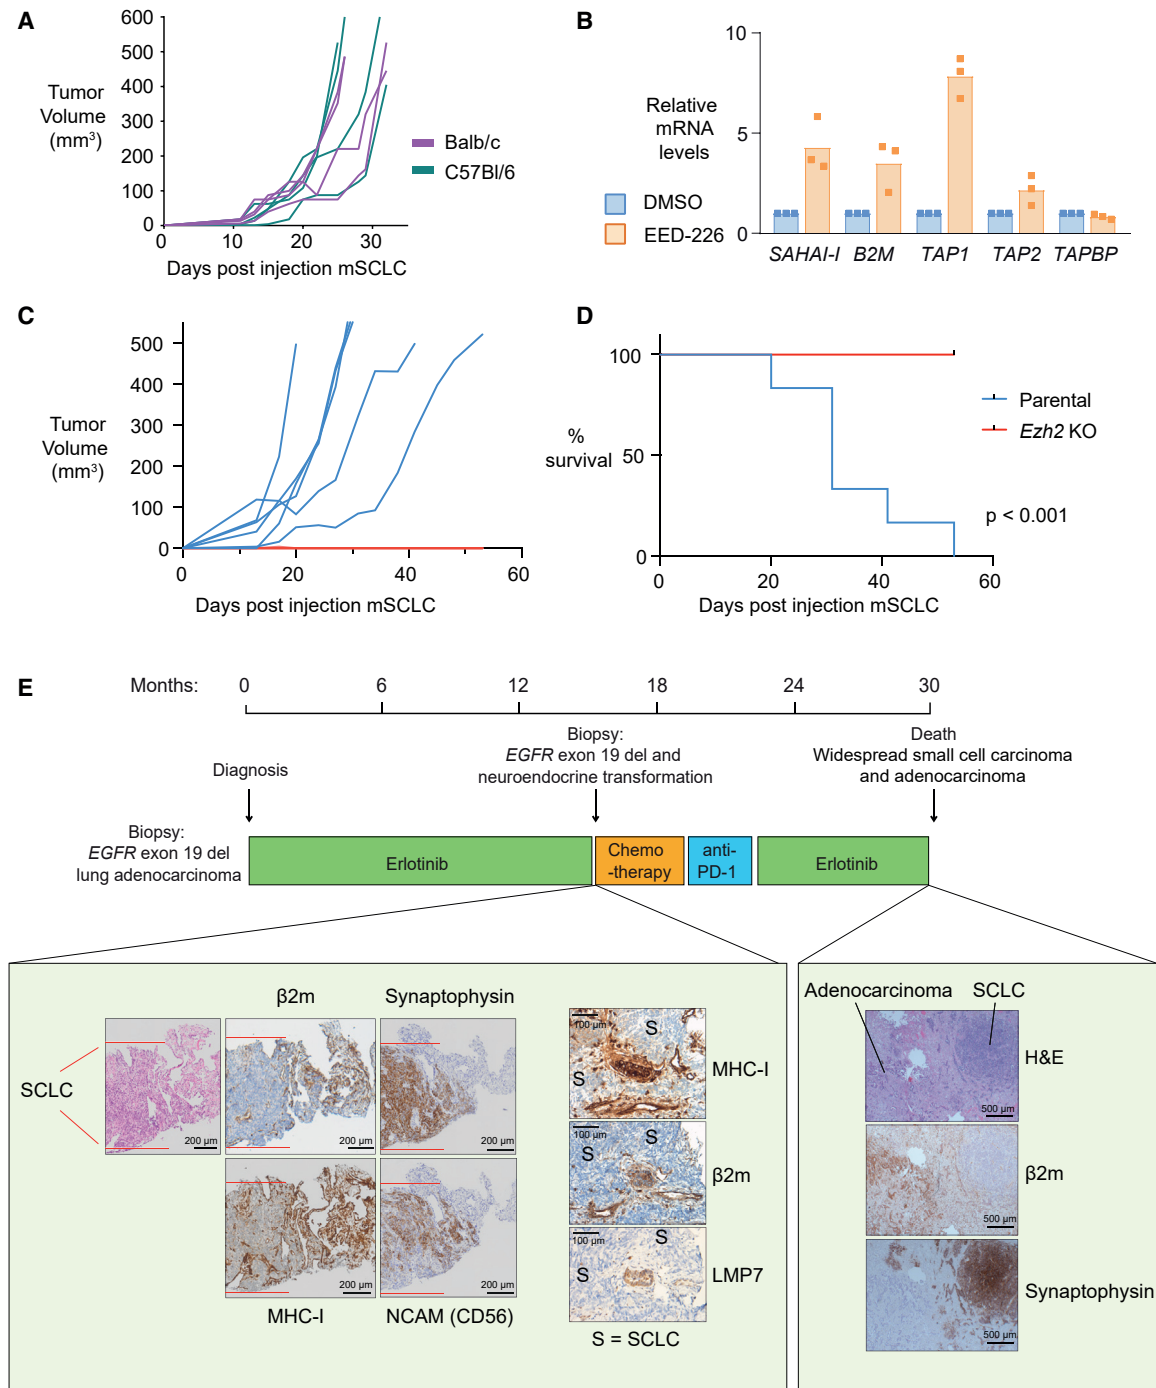 A
600
500
400
300
200
100
0
Tumor
Volume
(mm³)
0 10 20 30
Days post injection mSCLC
Balb/c
C57Bl/6
B
10
5
0
Relative
mRNA
levels
DMSO
EED-226
SAHAI-I B2M TAP1 TAP2 TAPBP
C
500
400
300
200
100
0
Tumor
Volume
(mm³)
0 20 40 60
Days post injection mSCLC
D
100
50
0
%
survival
0 20 40 60
Days post injection mSCLC
Parental
Ezh2 KO
p < 0.001
E
Months: 0 6 12 18 24 30
Diagnosis
Biopsy:
EGFR exon 19 del and
neuroendocrine transformation
Death
Widespread small cell carcinoma
and adenocarcinoma
Biopsy:
EGFR exon 19 del
lung adenocarcinoma
Erlotinib
Chemo
-therapy
anti-
PD-1
Erlotinib
β2m
Synaptophysin
SCLC
200 µm
200 µm
200 µm
200 µm
200 µm
MHC-I
NCAM (CD56)
100 µm
S
S
MHC-I
100 µm
S
S
β2m
100 µm
S
S
LMP7
S = SCLC
Adenocarcinoma SCLC
H&E
500 µm
β2m
500 µm
Synaptophysin
500 µm